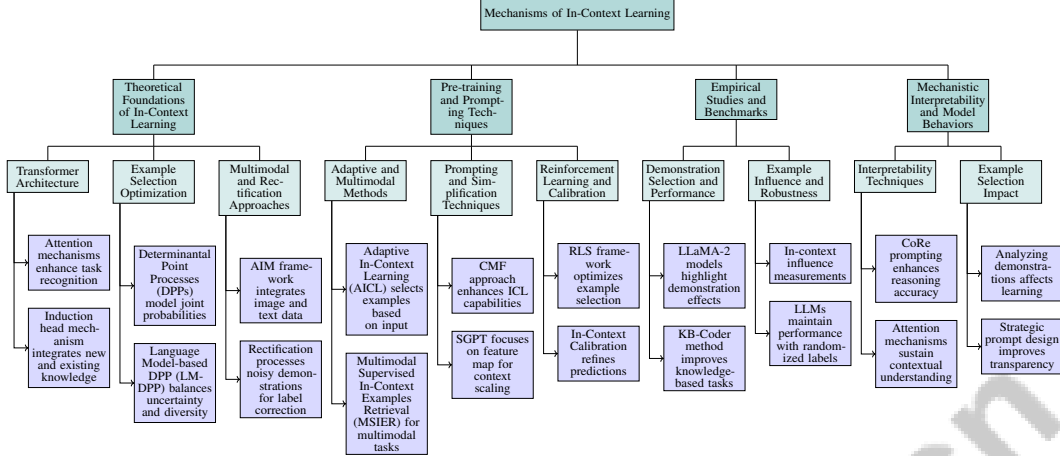 Mechanisms of In-Context Learning
Theoretical
Foundations
of In-Context
Learning
Pre-training
and Prompt-
ing Tech-
niques
Empirical
Studies and
Benchmarks
Mechanistic
Interpretability
and Model
Behaviors
Transformer
Architecture
Example
Selection
Optimization
Multimodal
and Rec-
tification
Approaches
Adaptive and
Multimodal
Methods
Prompting
and Sim-
plification
Techniques
Reinforcement
Learning and
Calibration
Demonstration
Selection and
Performance
Example
Influence and
Robustness
Interpretability
Techniques
Example
Selection
Impact
Attention
mechanisms
enhance task
recognition
Induction
head mech-
anism
integrates new
and existing
knowledge
Determinantal
Point
Processes
(DPPs)
model joint
probabilities
Language
Model-based
DPP (LM-
DPP) balances
uncertainty
and diversity
AIM frame-
work
integrates
image and
text data
Rectification
processes
noisy demon-
strations
for label
correction
Adaptive
In-Context
Learning
(AICL) selects
examples
based
on input
Multimodal
Supervised
In-Context
Examples
Retrieval
(MSIER) for
multimodal
tasks
CMF
approach
enhances ICL
capabilities
SGPT focuses
on feature
map for
context
scaling
RLS fram-
ework
optimizes
example
selection
In-Context
Calibration
refines
predictions
LLaMA-2
models
highlight
demonstration
effects
KB-Coder
method
improves
knowledge-
based tasks
In-context
influence
measurements
LLMs
maintain
performance
with random-
ized labels
CoRe
prompting
enhances
reasoning
accuracy
Attention
mechanisms
sustain
contextual
understanding
Analyzing
demonst-
rations affects
learning
Strategic
prompt design
improves
transparency